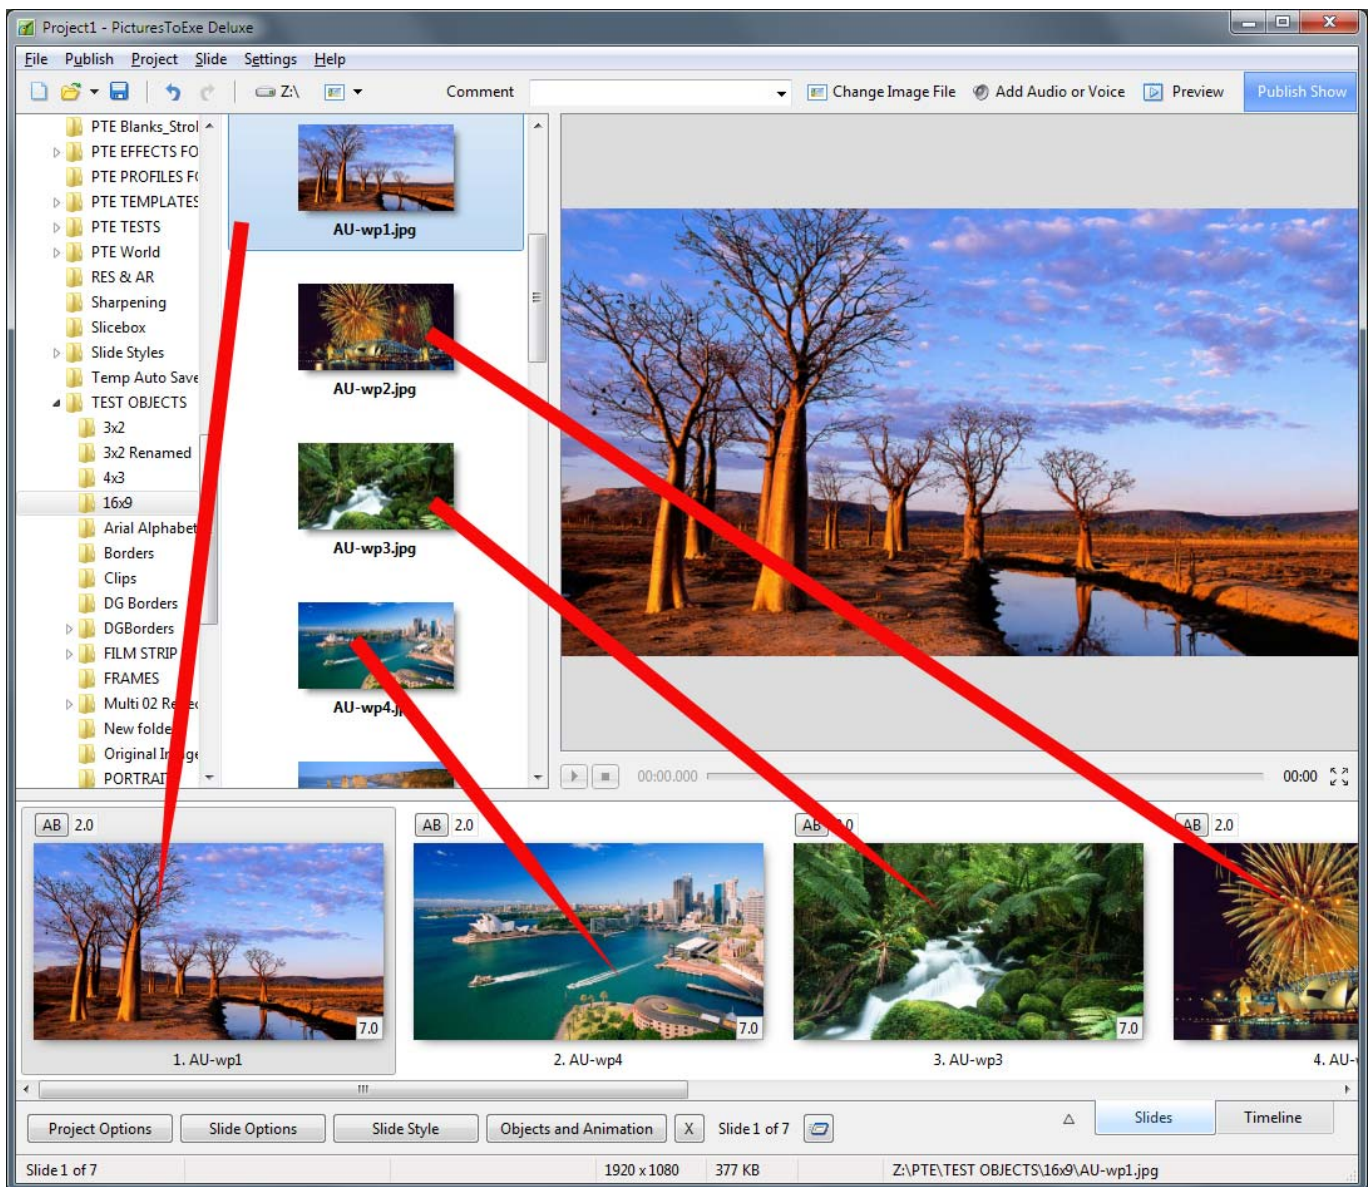 Project1 - PicturesToExe Deluxe
File Publish Project Slide Settings Help
Z:\ Comment Change Image File Add Audio or Voice Preview Publish Show
PTE Blanks_Strol
PTE EFFECTS FO
PTE PROFILES F
PTE TEMPLATES
PTE TESTS
PTE World
RES & AR
Sharpening
Slicebox
Slide Styles
Temp Auto Save
TEST OBJECTS
3x2
3x2 Renamed
4x3
16x9
Arial Alphabet
Borders
Clips
DG Borders
DGBorders
FILM STRIP
FRAMES
Multi 02
New folde
Original
PORTRAI
AU-wp1.jpg
AU-wp2.jpg
AU-wp3.jpg
AU-wp4.j
00:00.000 00:00
AB 2.0 AB 2.0 AB AB 2.0
7.0 7.0 7.0
1. AU-wp1 2. AU-wp4 3. AU-wp3 4. AU-
Project Options Slide Options Slide Style Objects and Animation X Slide 1 of 7 Slides Timeline
Slide 1 of 7 1920 x 1080 377 KB Z:\PTE\TEST OBJECTS\16x9\AU-wp1.jpg